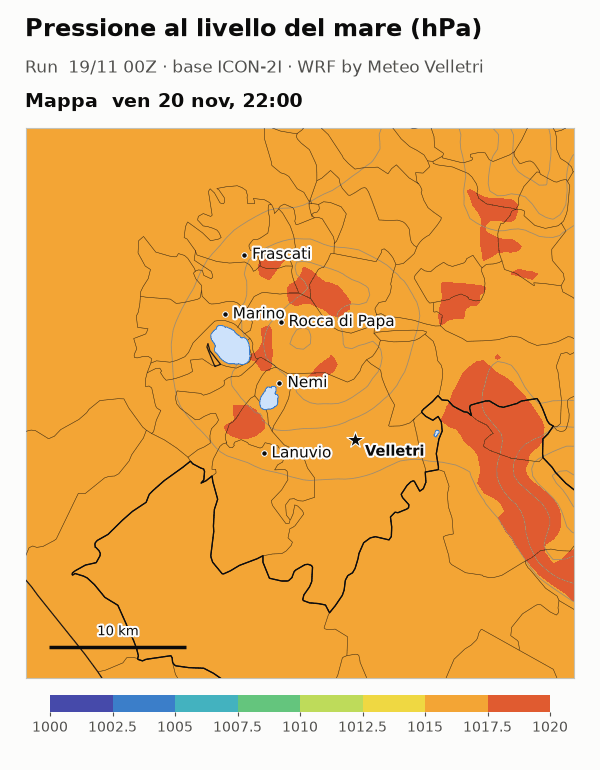 Pressione al livello del mare (hPa)
Run  19/11 00Z · base ICON-2I · WRF by Meteo Velletri
Mappa  ven 20 nov, 22:00
Frascati
Marino
Rocca di Papa
Nemi
Velletri
Lanuvio
10 km
1000 1002.5 1005 1007.5 1010 1012.5 1015 1017.5 1020